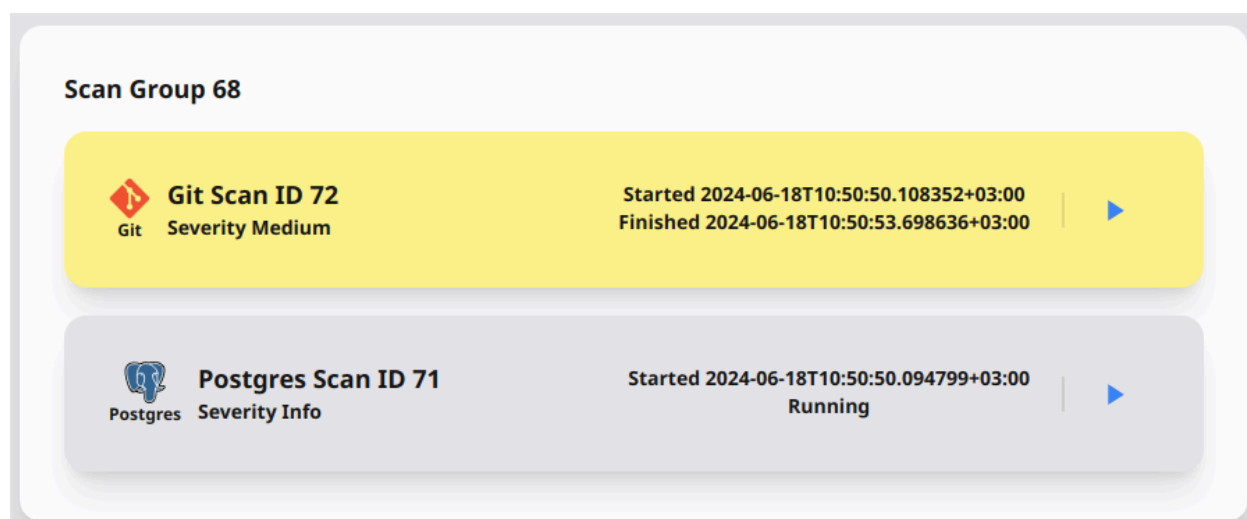 Scan Group 68
Git Scan ID 72
Git
Severity Medium
Started 2024-06-18T10:50:50.108352+03:00
Finished 2024-06-18T10:50:53.698636+03:00
Postgres Scan ID 71
Postgres
Severity Info
Started 2024-06-18T10:50:50.094799+03:00
Running